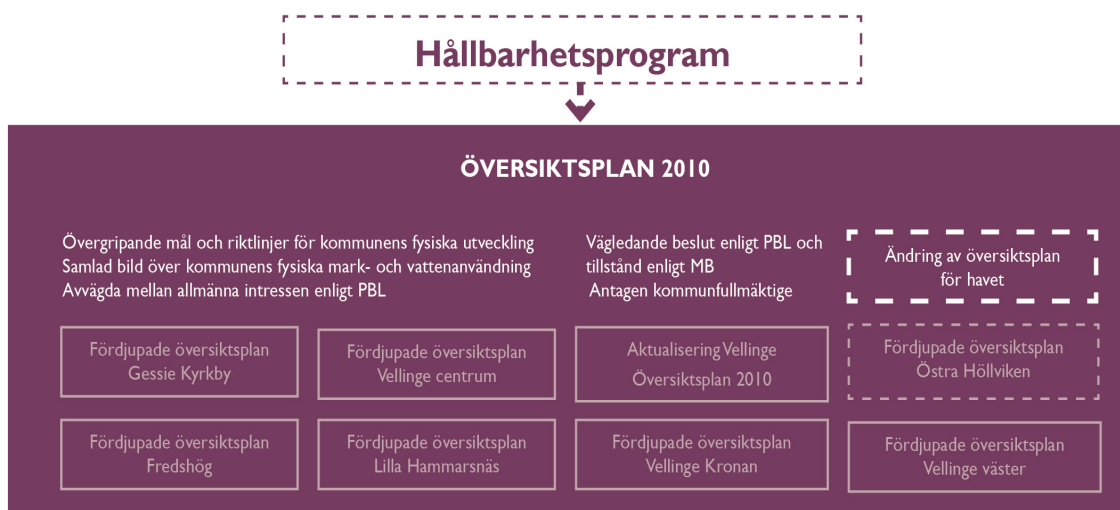 Hållbarhetsprogram
ÖVERSIKTSPLAN 2010
Övergripande mål och riktlinjer för kommunens fysiska utveckling
Samlad bild över kommunens fysiska mark- och vattenanvändning
Avvägda mellan allmänna intressen enligt PBL
Vägledande beslut enligt PBL och
tillstånd enligt MB
Antagen kommunfullmäktige
Ändring av översiktsplan
för havet
Fördjupade översiktsplan
Gessie Kyrkby
Fördjupade översiktsplan
Vellinge centrum
Aktualisering Vellinge
Översiktsplan 2010
Fördjupade översiktsplan
Östra Höllviken
Fördjupade översiktsplan
Fredshög
Fördjupade översiktsplan
Lilla Hammarsnäs
Fördjupade översiktsplan
Vellinge Kronan
Fördjupade översiktsplan
Vellinge väster